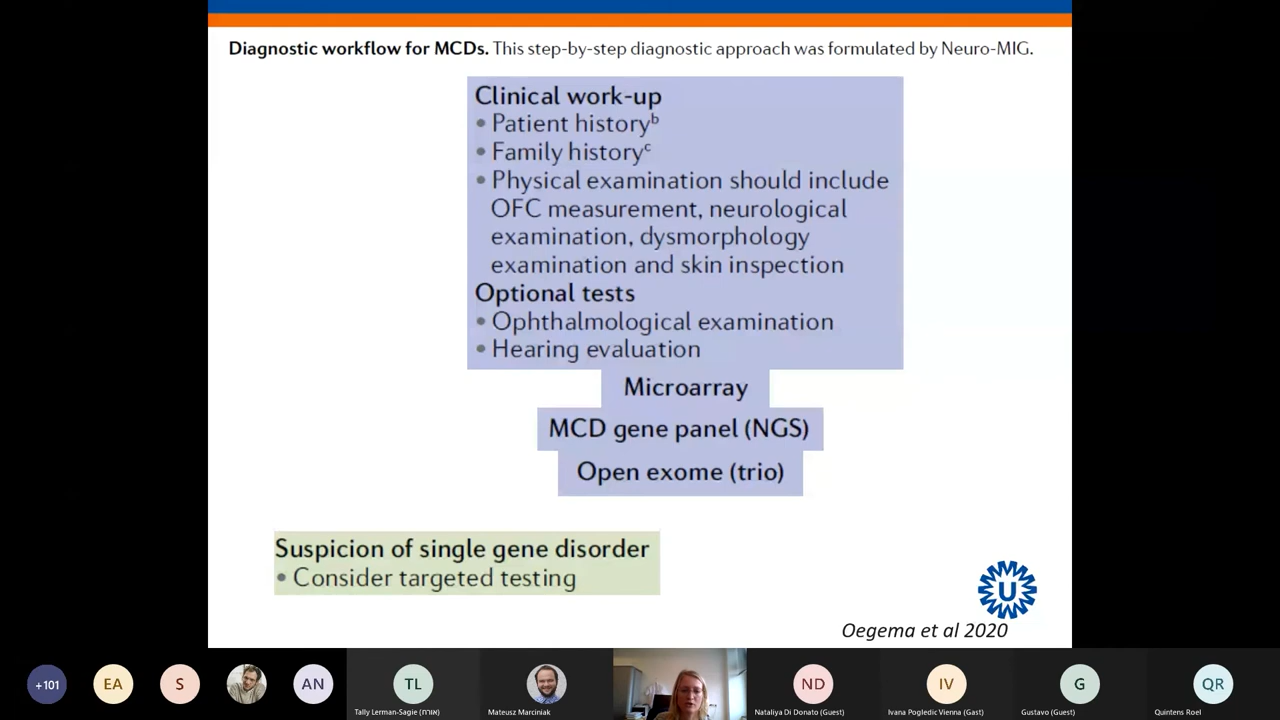 Diagnostic workflow for MCDs. This step-by-step diagnostic approach was formulated by Neuro-MIG.
Clinical work-up
• Patient historyᵇ
• Family historyᶜ
• Physical examination should include
OFC measurement, neurological
examination, dysmorphology
examination and skin inspection
Optional tests
• Ophthalmological examination
• Hearing evaluation
Microarray
MCD gene panel (NGS)
Open exome (trio)
Suspicion of single gene disorder
• Consider targeted testing
U
Oegema et al 2020
+101
EA
S
AN
TL
ND
IV
G
QR
Tally Lerman-Sagie (אורח)
Mateusz Marciniak
Nataliya Di Donato (Guest)
Ivana Pogledic Vienna (Gast)
Gustavo (Guest)
Quintens Roel